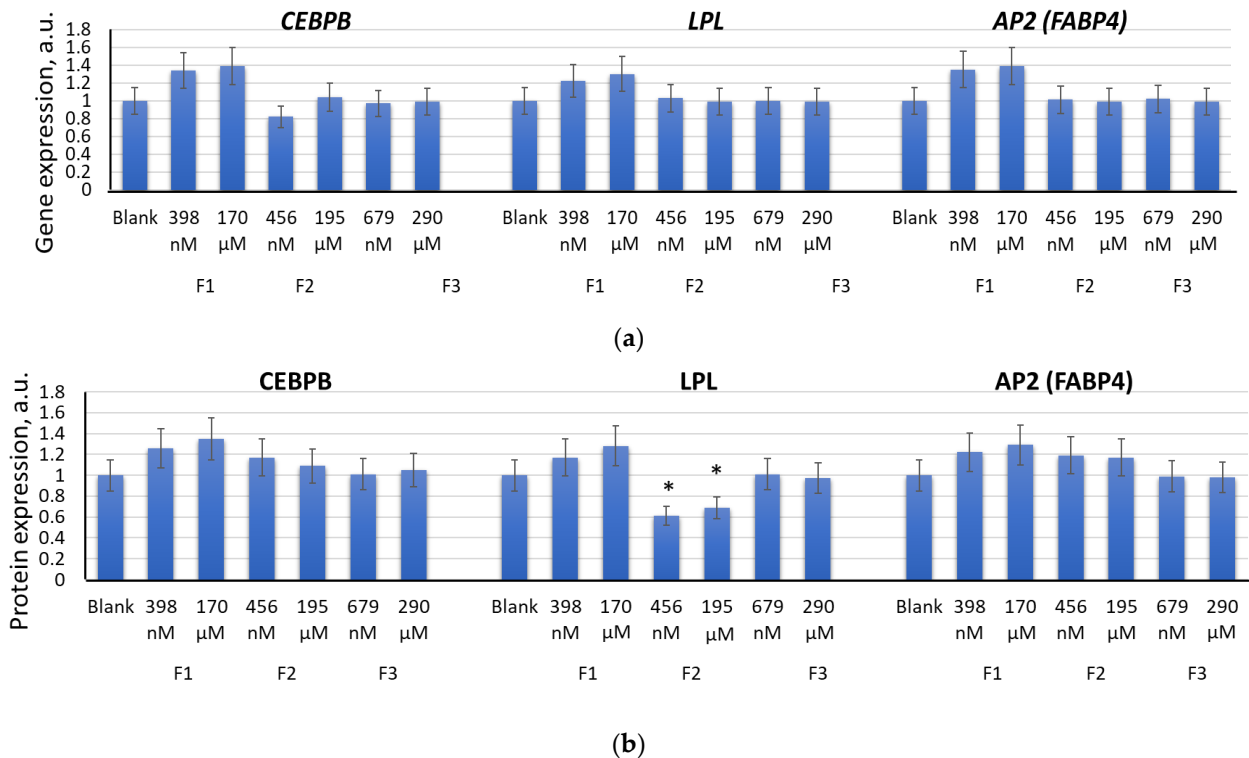 CEBPB LPL AP2 (FABP4)
Gene expression, a.u.
1.8
1.6
1.4
1.2
1
0.8
0.6
0.4
0.2
0
Blank 398 170 456 195 679 290 Blank 398 170 456 195 679 290 Blank 398 170 456 195 679 290
nM µM nM µM nM µM nM µM nM µM nM µM nM µM nM µM nM µM
F1 F2 F3 F1 F2 F3 F1 F2 F3
(a)
CEBPB LPL AP2 (FABP4)
Protein expression, a.u.
1.8
1.6
1.4
1.2
1
0.8
0.6
0.4
0.2
0
* *
Blank 398 170 456 195 679 290 Blank 398 170 456 195 679 290 Blank 398 170 456 195 679 290
nM µM nM µM nM µM nM µM nM µM nM µM nM µM nM µM nM µM
F1 F2 F3 F1 F2 F3 F1 F2 F3
(b)